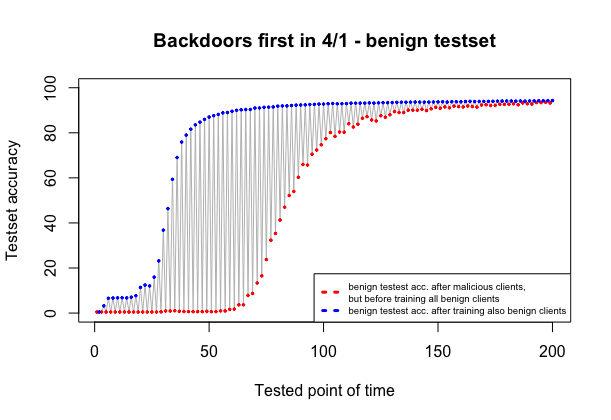 Backdoors first in 4/1 - benign testset
Testset accuracy
100
80
60
40
20
0
benign testest acc. after malicious clients,
but before training all benign clients
benign testest acc. after training also benign clients
0 50 100 150 200
Tested point of time